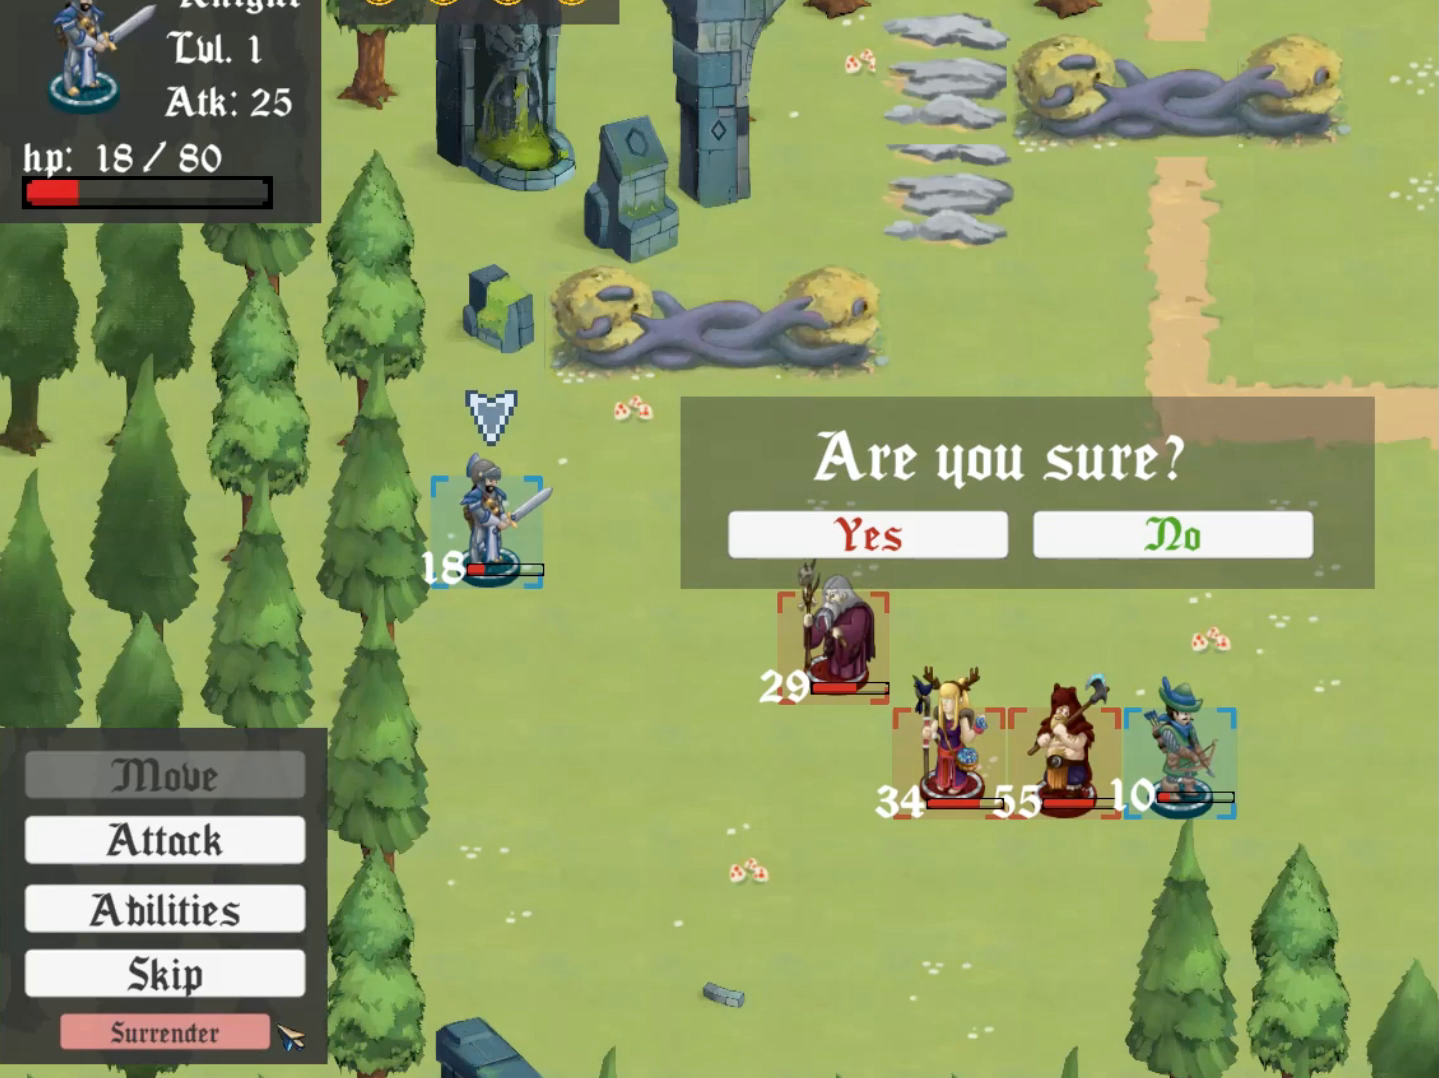 Knight
Lvl. 1
Atk: 25
hp: 18 / 80
Are you sure?
Yes
No
18
29
34
55
10
Move
Attack
Abilities
Skip
Surrender